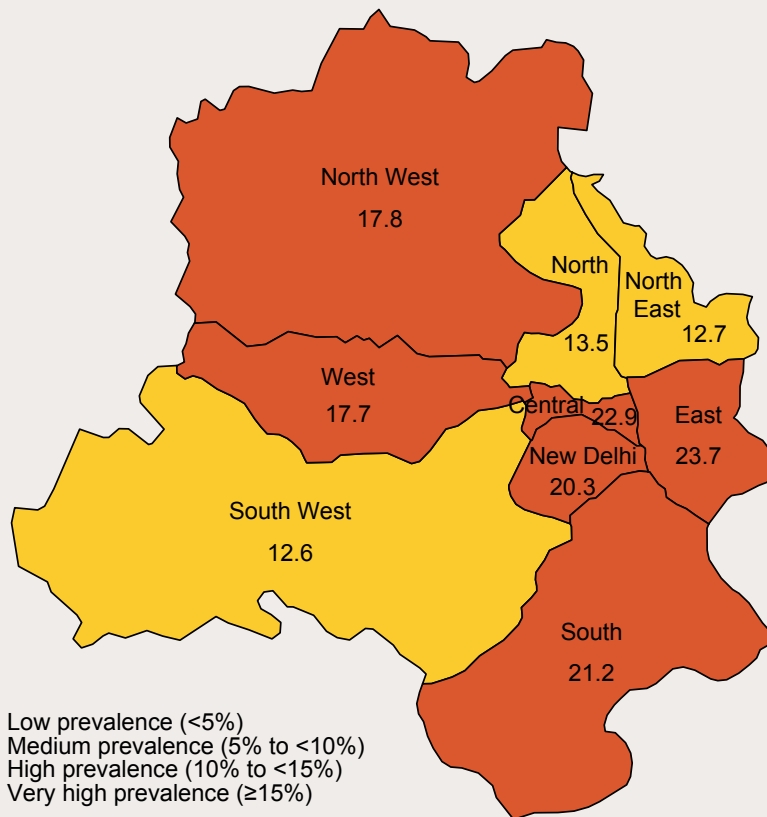 North West
17.8
North
13.5
North
East
12.7
West
17.7
Central
22.9
East
23.7
New Delhi
20.3
South West
12.6
South
21.2
Low prevalence (<5%)
Medium prevalence (5% to <10%)
High prevalence (10% to <15%)
Very high prevalence (≥15%)